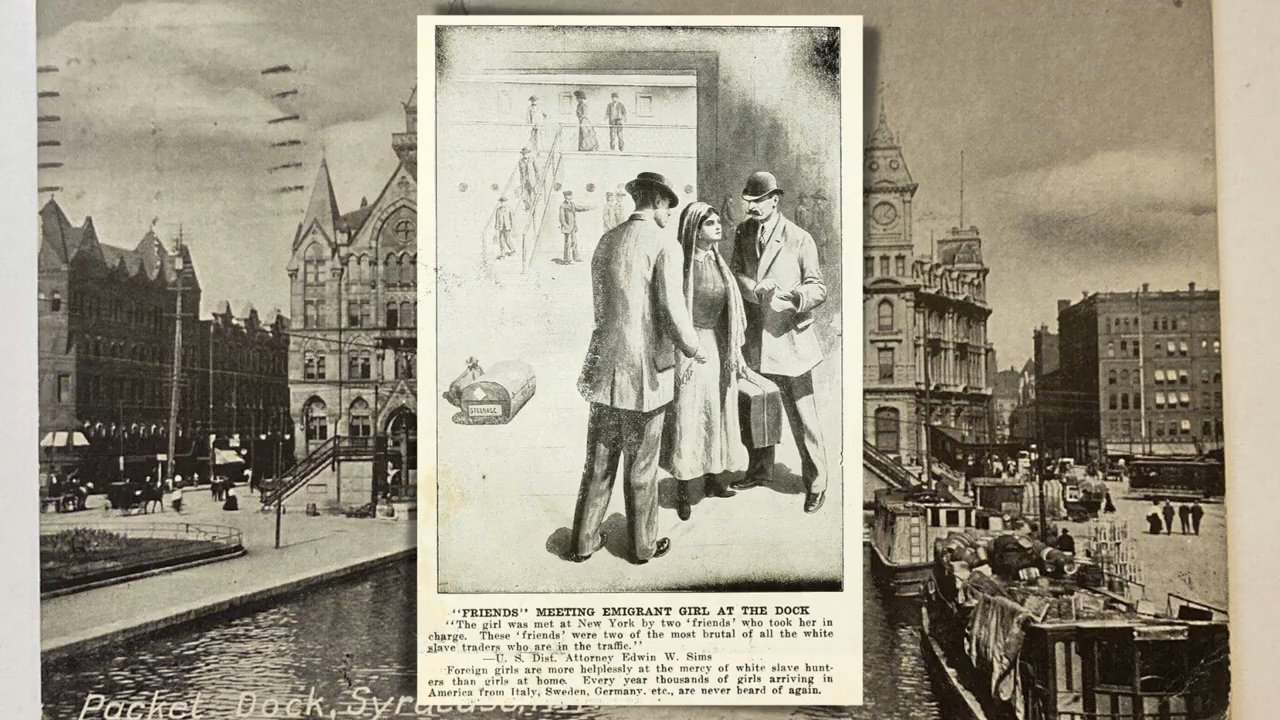 STEERAGE
"FRIENDS" MEETING EMIGRANT GIRL AT THE DOCK
"The girl was met at New York by two 'friends' who took her in
charge. These 'friends' were two of the most brutal of all the white
slave traders who are in the traffic."
—U. S. Dist. Attorney Edwin W. Sims
Foreign girls are more helplessly at the mercy of white slave hunt-
ers than girls at home. Every year thousands of girls arriving in
America from Italy, Sweden, Germany, etc., are never heard of again.
Packet Dock, Syracuse, N.